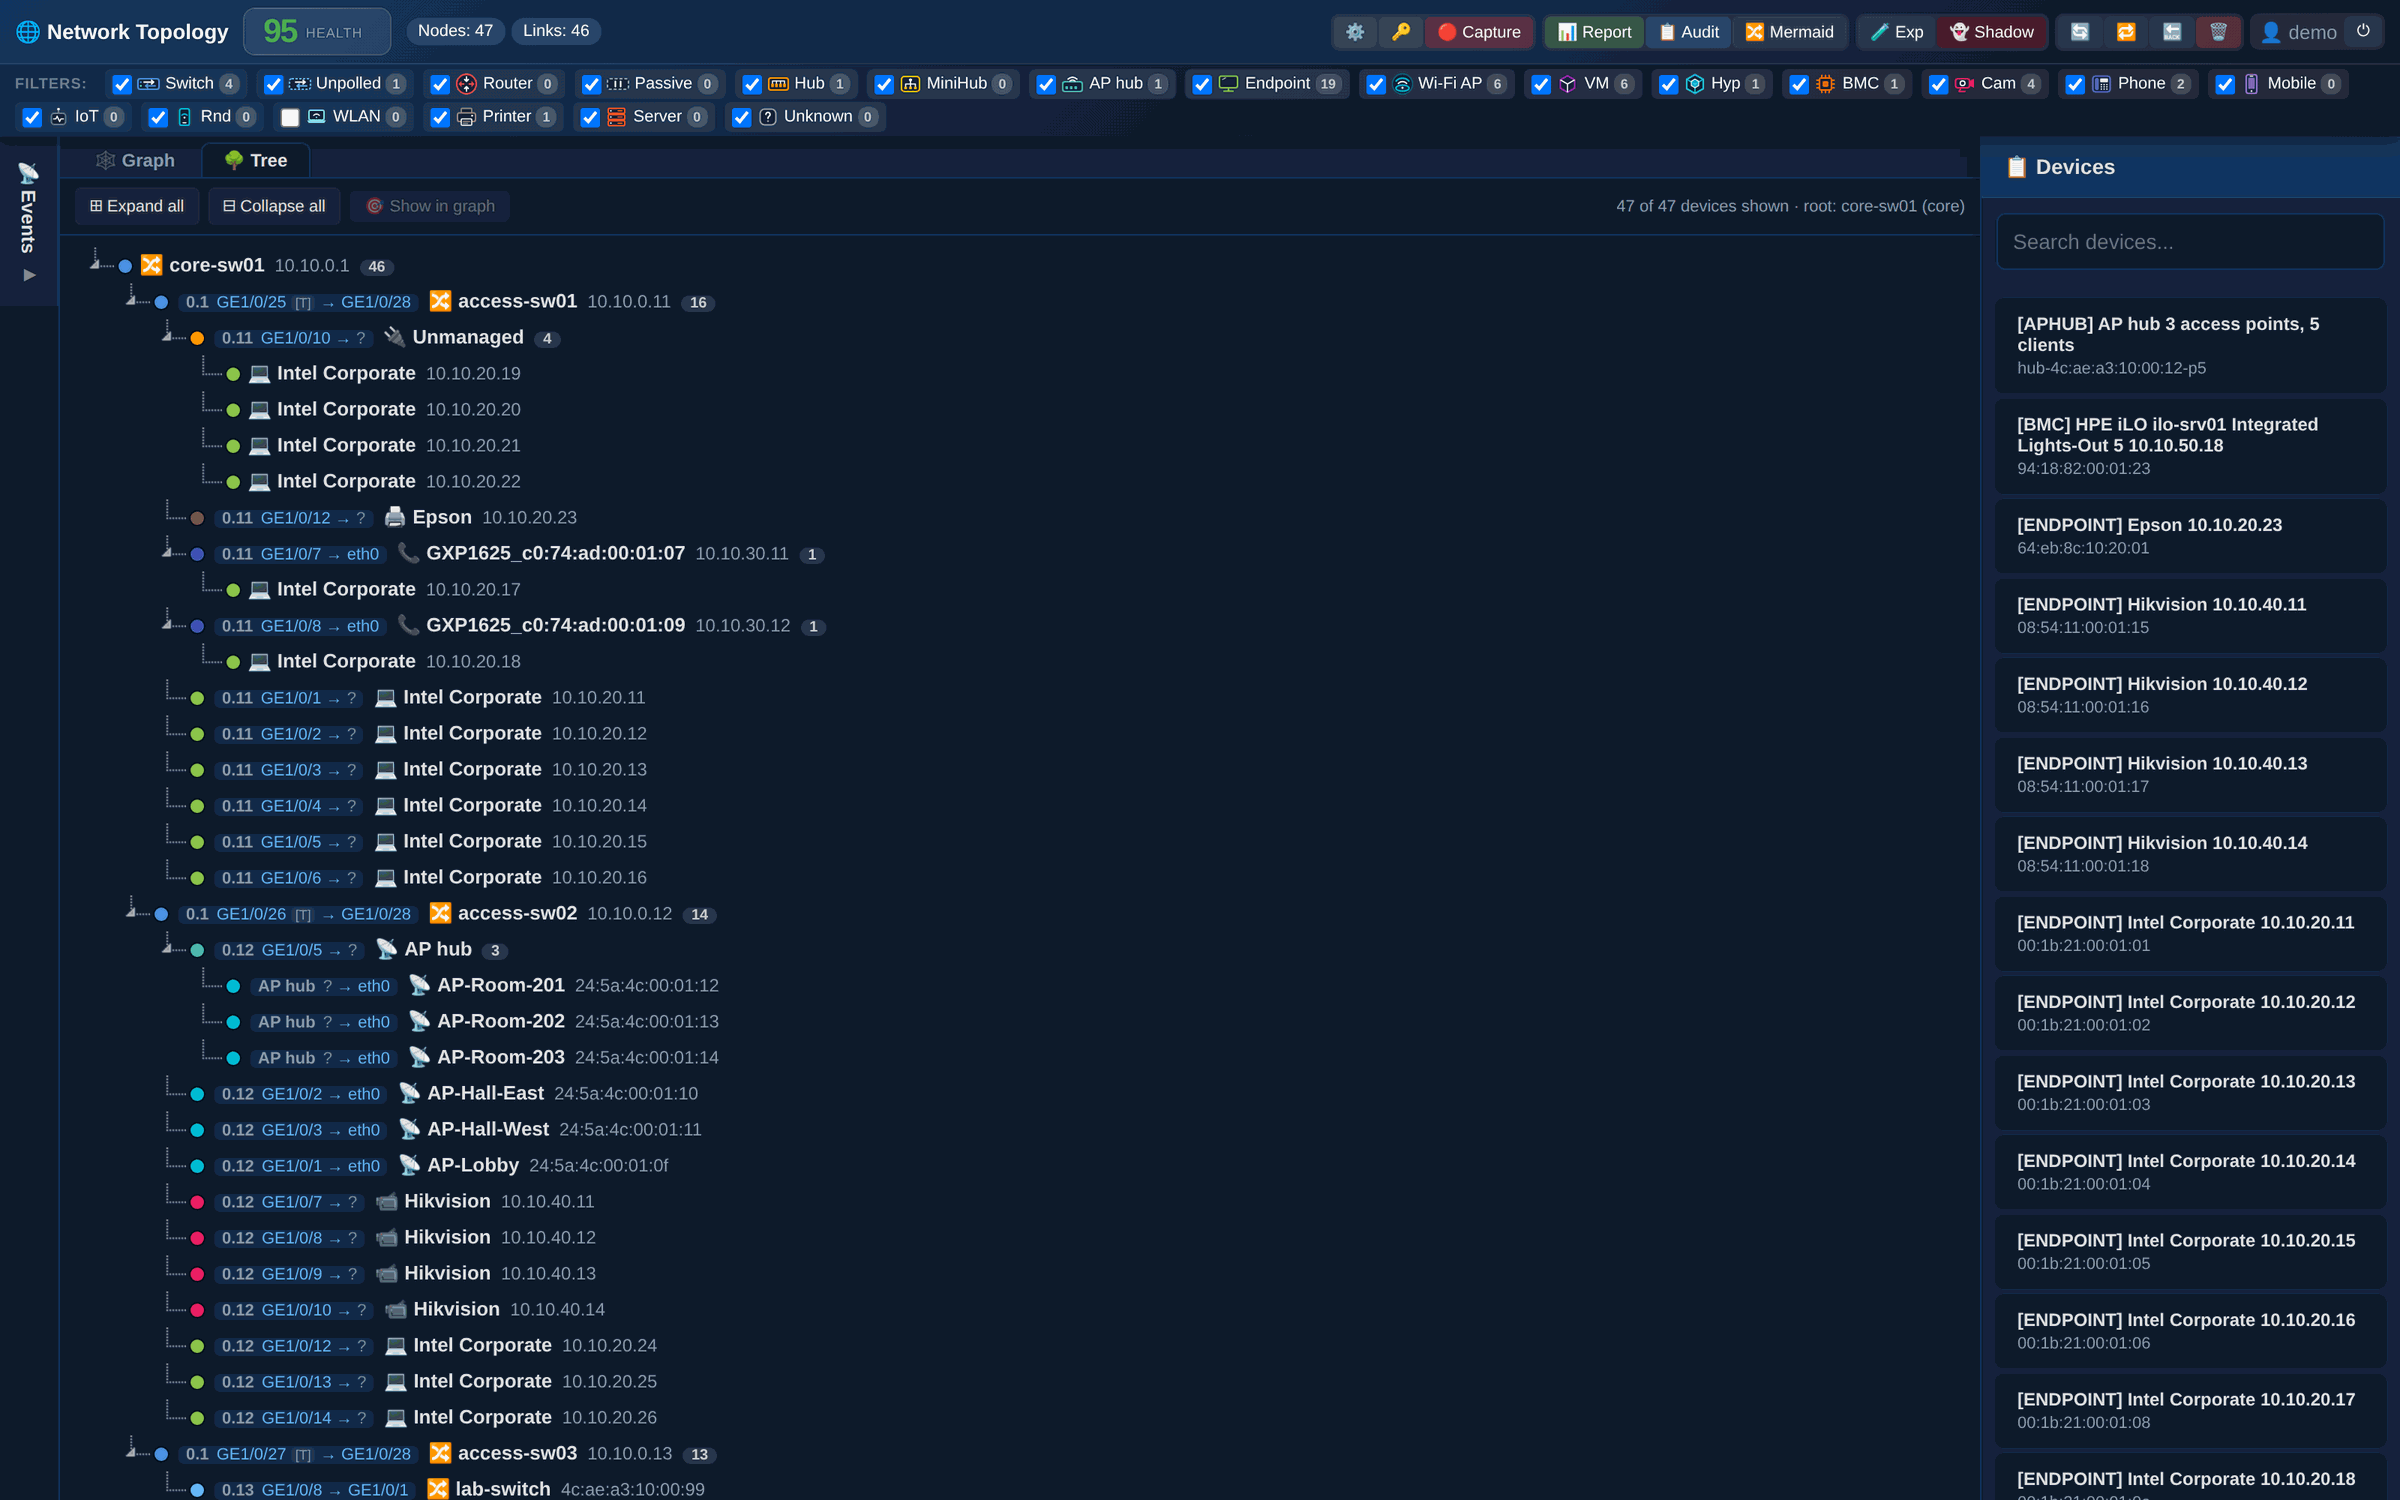 Network Topology 95 HEALTH Nodes: 47 Links: 46 Capture Report Audit Mermaid Exp Shadow demo
FILTERS: Switch 4 Unpolled 1 Router 0 Passive 0 Hub 1 MiniHub 0 AP hub 1 Endpoint 19 Wi-Fi AP 6 VM 6 Hyp 1 BMC 1 Cam 4 Phone 2 Mobile 0
IoT 0 Rnd 0 WLAN 0 Printer 1 Server 0 Unknown 0
Events
Graph Tree
Expand all Collapse all Show in graph 47 of 47 devices shown · root: core-sw01 (core)
core-sw01 10.10.0.1 46
0.1 GE1/0/25 [T] → GE1/0/28 access-sw01 10.10.0.11 16
0.11 GE1/0/10 → ? Unmanaged 4
Intel Corporate 10.10.20.19
Intel Corporate 10.10.20.20
Intel Corporate 10.10.20.21
Intel Corporate 10.10.20.22
0.11 GE1/0/12 → ? Epson 10.10.20.23
0.11 GE1/0/7 → eth0 GXP1625_c0:74:ad:00:01:07 10.10.30.11 1
Intel Corporate 10.10.20.17
0.11 GE1/0/8 → eth0 GXP1625_c0:74:ad:00:01:09 10.10.30.12 1
Intel Corporate 10.10.20.18
0.11 GE1/0/1 → ? Intel Corporate 10.10.20.11
0.11 GE1/0/2 → ? Intel Corporate 10.10.20.12
0.11 GE1/0/3 → ? Intel Corporate 10.10.20.13
0.11 GE1/0/4 → ? Intel Corporate 10.10.20.14
0.11 GE1/0/5 → ? Intel Corporate 10.10.20.15
0.11 GE1/0/6 → ? Intel Corporate 10.10.20.16
0.1 GE1/0/26 [T] → GE1/0/28 access-sw02 10.10.0.12 14
0.12 GE1/0/5 → ? AP hub 3
AP hub ? → eth0 AP-Room-201 24:5a:4c:00:01:12
AP hub ? → eth0 AP-Room-202 24:5a:4c:00:01:13
AP hub ? → eth0 AP-Room-203 24:5a:4c:00:01:14
0.12 GE1/0/2 → eth0 AP-Hall-East 24:5a:4c:00:01:10
0.12 GE1/0/3 → eth0 AP-Hall-West 24:5a:4c:00:01:11
0.12 GE1/0/1 → eth0 AP-Lobby 24:5a:4c:00:01:0f
0.12 GE1/0/7 → ? Hikvision 10.10.40.11
0.12 GE1/0/8 → ? Hikvision 10.10.40.12
0.12 GE1/0/9 → ? Hikvision 10.10.40.13
0.12 GE1/0/10 → ? Hikvision 10.10.40.14
0.12 GE1/0/12 → ? Intel Corporate 10.10.20.24
0.12 GE1/0/13 → ? Intel Corporate 10.10.20.25
0.12 GE1/0/14 → ? Intel Corporate 10.10.20.26
0.1 GE1/0/27 [T] → GE1/0/28 access-sw03 10.10.0.13 13
0.13 GE1/0/8 → GE1/0/1 lab-switch 4c:ae:a3:10:00:99
Devices
Search devices...
[APHUB] AP hub 3 access points, 5
clients
hub-4c:ae:a3:10:00:12-p5
[BMC] HPE iLO ilo-srv01 Integrated
Lights-Out 5 10.10.50.18
94:18:82:00:01:23
[ENDPOINT] Epson 10.10.20.23
64:eb:8c:10:20:01
[ENDPOINT] Hikvision 10.10.40.11
08:54:11:00:01:15
[ENDPOINT] Hikvision 10.10.40.12
08:54:11:00:01:16
[ENDPOINT] Hikvision 10.10.40.13
08:54:11:00:01:17
[ENDPOINT] Hikvision 10.10.40.14
08:54:11:00:01:18
[ENDPOINT] Intel Corporate 10.10.20.11
00:1b:21:00:01:01
[ENDPOINT] Intel Corporate 10.10.20.12
00:1b:21:00:01:02
[ENDPOINT] Intel Corporate 10.10.20.13
00:1b:21:00:01:03
[ENDPOINT] Intel Corporate 10.10.20.14
00:1b:21:00:01:04
[ENDPOINT] Intel Corporate 10.10.20.15
00:1b:21:00:01:05
[ENDPOINT] Intel Corporate 10.10.20.16
00:1b:21:00:01:06
[ENDPOINT] Intel Corporate 10.10.20.17
00:1b:21:00:01:08
[ENDPOINT] Intel Corporate 10.10.20.18